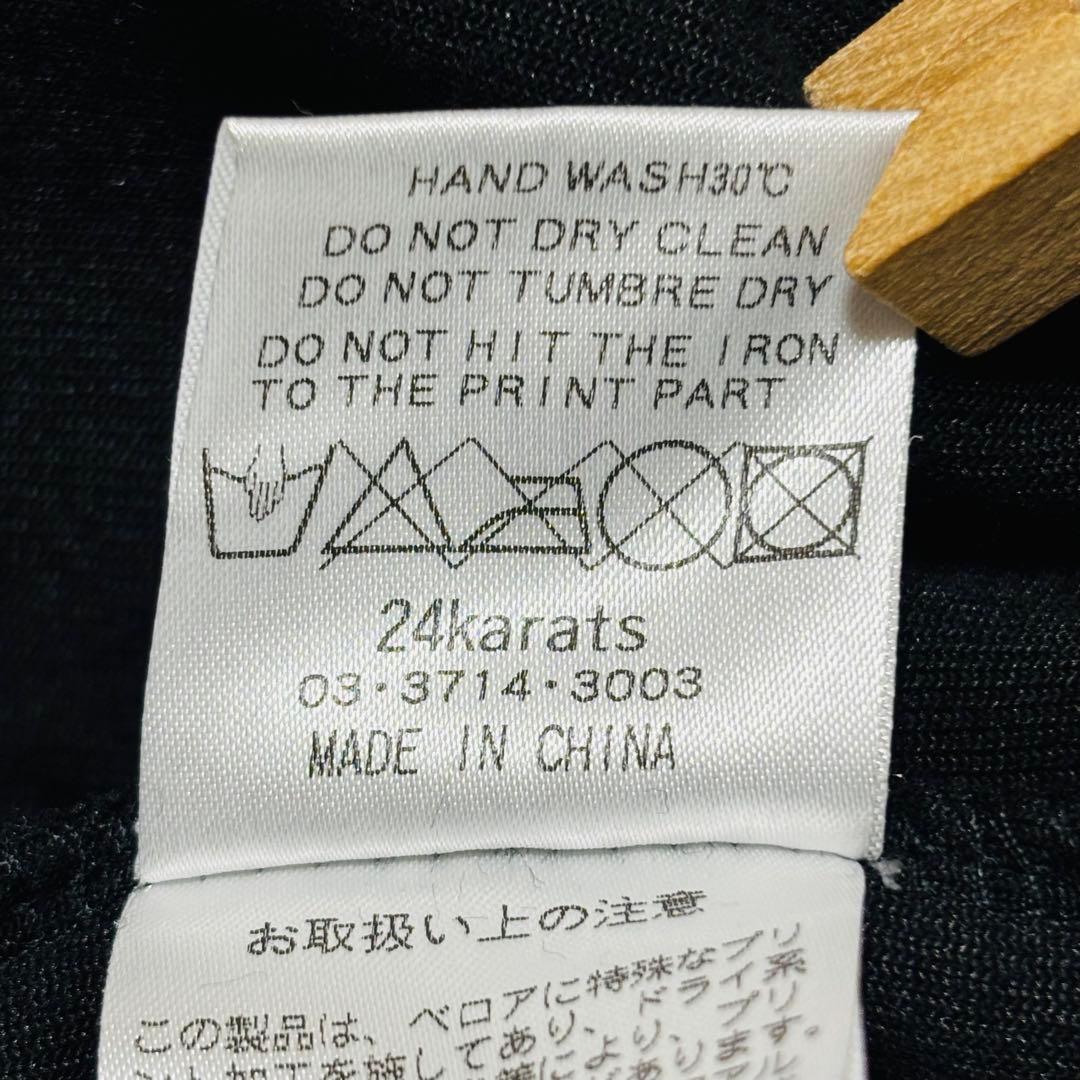 HAND WASH30℃
DO NOT DRY CLEAN
DO NOT TUMBRE DRY
DO NOT HIT THE IRON
TO THE PRINT PART
24karats
03・3714・3003
MADE IN CHINA
お取扱い上の注意
この製品は、ベロアに特殊なプリ
ント加工を施してあり、ドライ系